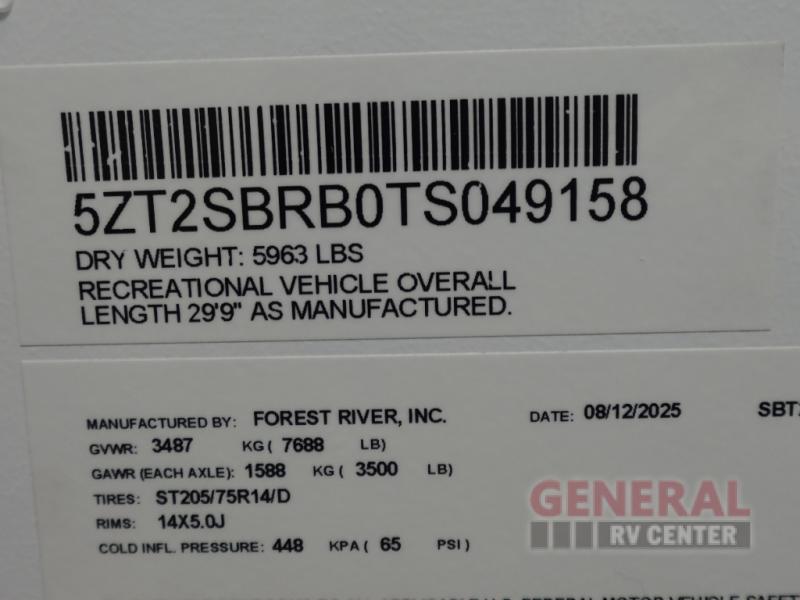 5ZT2SBRB0TS049158
DRY WEIGHT: 5963 LBS
RECREATIONAL VEHICLE OVERALL
LENGTH 29'9" AS MANUFACTURED.
MANUFACTURED BY: FOREST RIVER, INC. DATE: 08/12/2025 SBT
GVWR: 3487 KG ( 7688 LB)
GAWR (EACH AXLE): 1588 KG ( 3500 LB)
TIRES: ST205/75R14/D
RIMS: 14X5.0J
COLD INFL. PRESSURE: 448 KPA ( 65 PSI )
GENERAL
RV CENTER